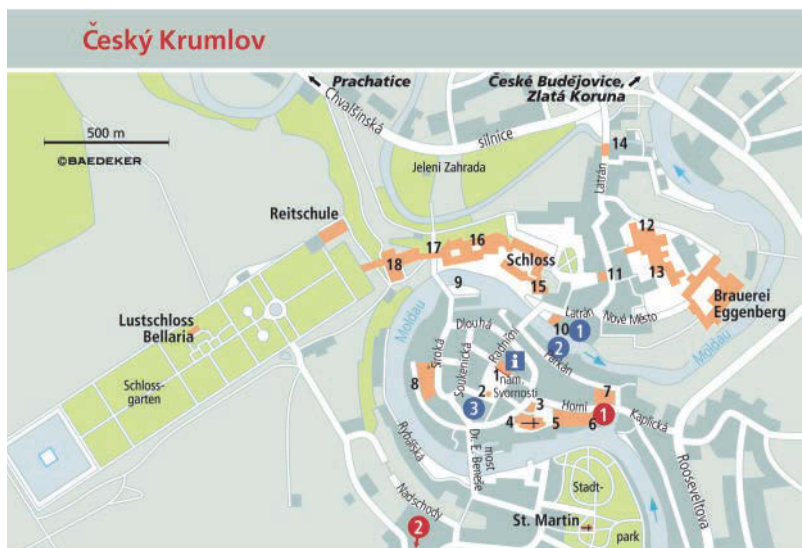 Český Krumlov
Prachatice
České Budějovice,
Zlatá Koruna
Chvalšinská
silnice
500 m
©BAEDEKER
Jelení Zahrada
Latrán
14
Reitschule
12
17
16
18
Schloss
11
13
15
9
Brauerei
Eggenberg
Lustschloss
Bellaria
Moldau
Latrán
Nové Město
10
1
2
Moldau
Dlouhá
Široká
Soukenická
Radniční
i
Parkán
Schloss-
garten
8
1
nám.
Svornosti
2
3
3
7
Horní
1
Kaplická
4
5
6
Rybářská
most
Dr. E. Beneše
Rooseveltova
Nadschody
Stadt-
park
St. Martin
2